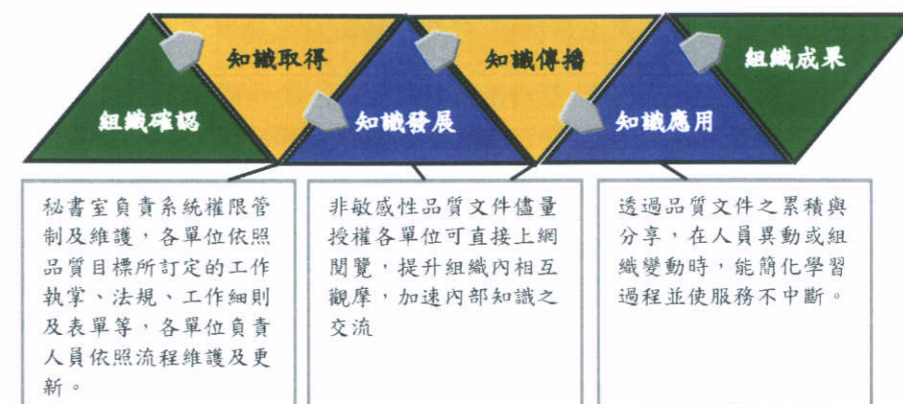 組織確認
知識取得
知識發展
知識傳播
知識應用
組織成果
秘書室負責系統權限管
制及維護，各單位依照
品質目標所訂定的工作
執掌、法規、工作細則
及表單等，各單位負責
人員依照流程維護及更
新。
非敏感性品質文件儘量
授權各單位可直接上網
閱覽，提升組織內相互
觀摩，加速內部知識之
交流
透過品質文件之累積與
分享，在人員異動或組
織變動時，能簡化學習
過程並使服務不中斷。